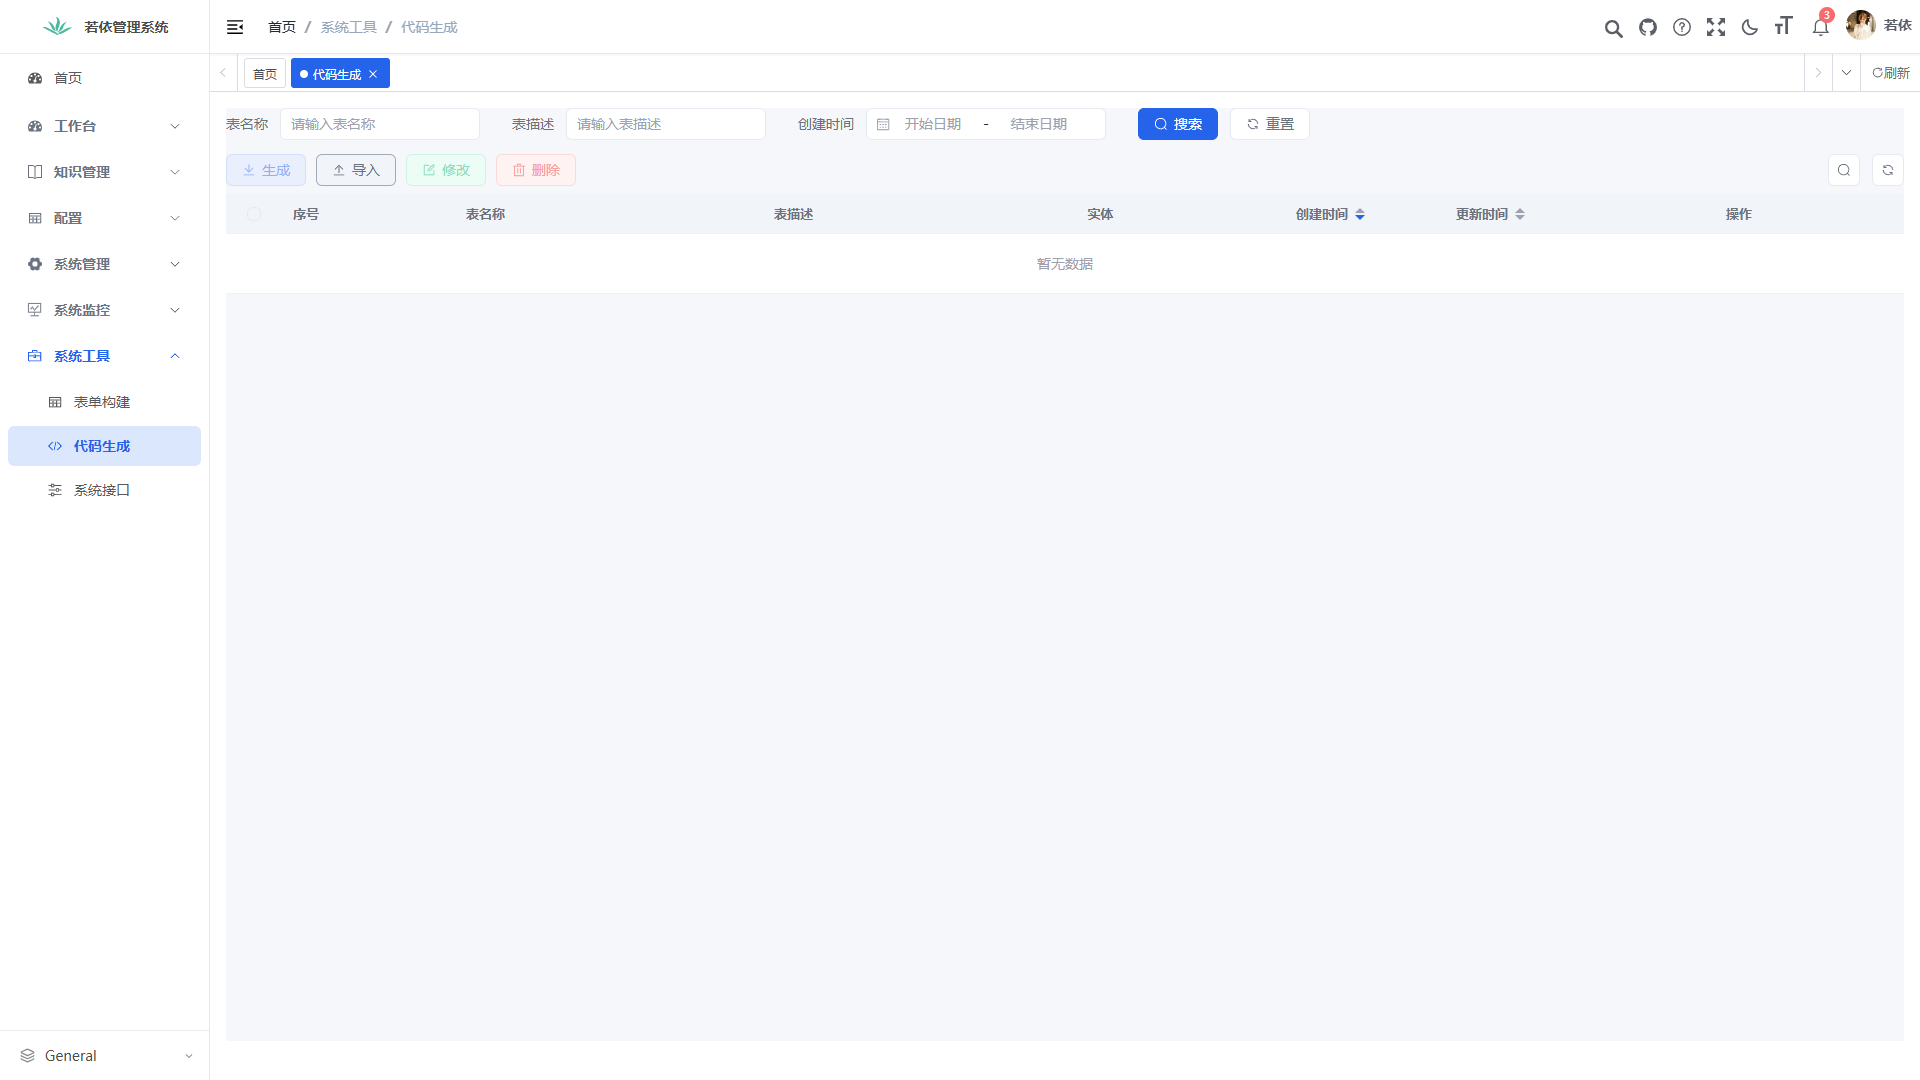 若依管理系统
首页 / 系统工具 / 代码生成
3
若依
首页
代码生成
刷新
首页
工作台
知识管理
配置
系统管理
系统监控
系统工具
表单构建
代码生成
系统接口
General
表名称 请输入表名称 表描述 请输入表描述 创建时间 开始日期 - 结束日期 搜索 重置
生成 导入 修改 删除
序号 表名称 表描述 实体 创建时间 更新时间 操作
暂无数据